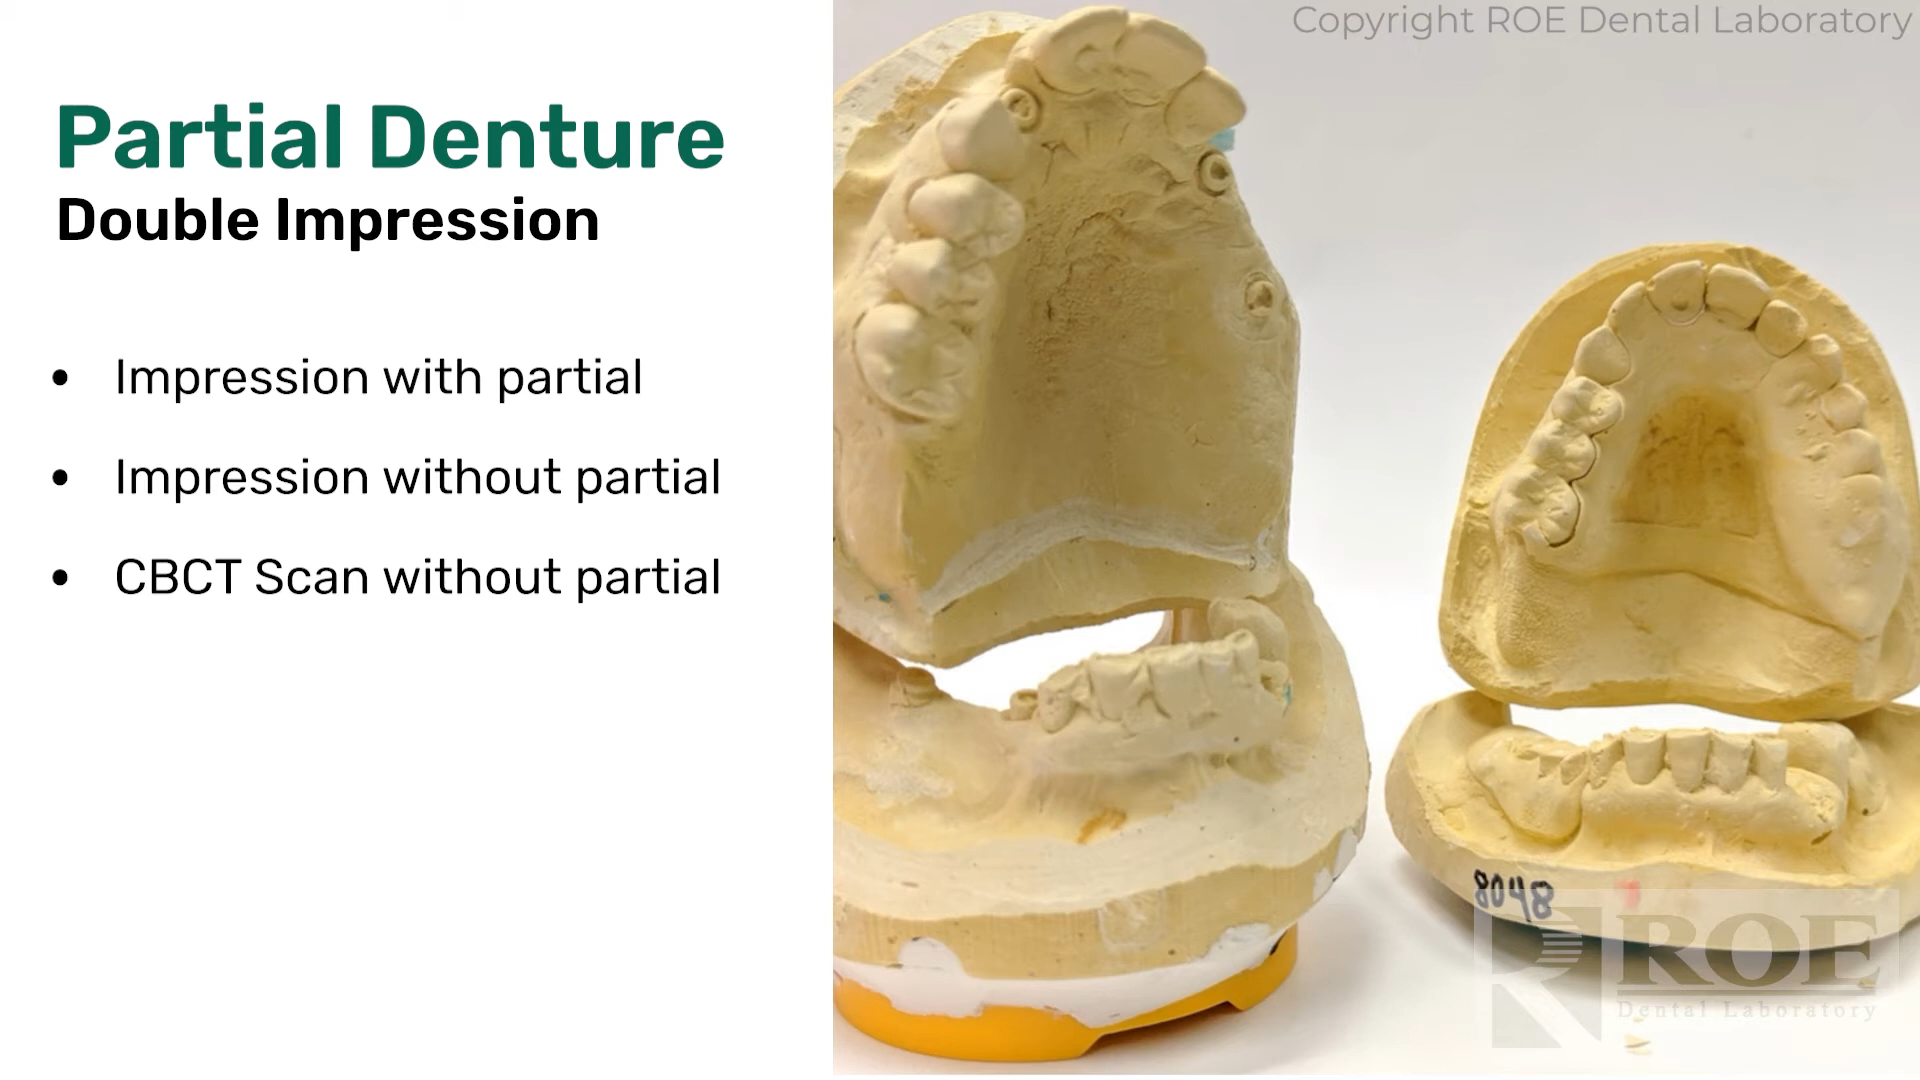 Copyright ROE Dental Laboratory
Partial Denture
Double Impression
• Impression with partial
• Impression without partial
• CBCT Scan without partial
8048
ROE
Dental Laboratory